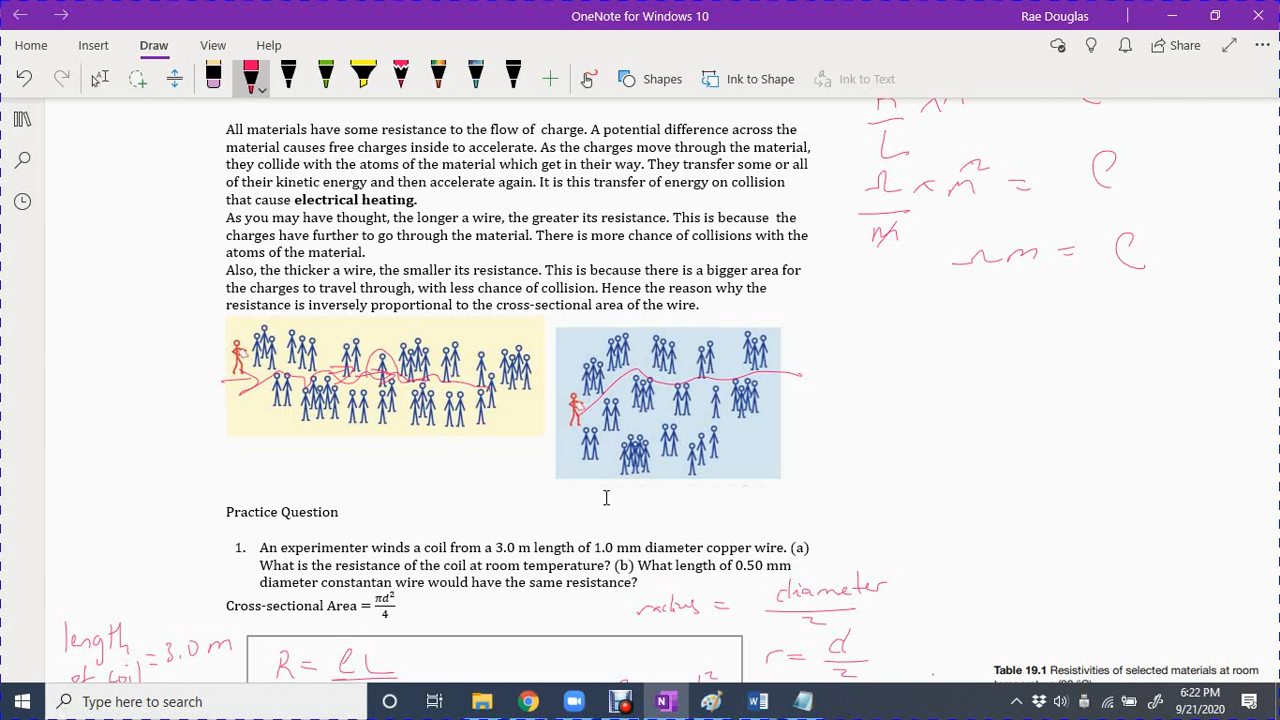 OneNote for Windows 10
Rae Douglas
Home Insert Draw View Help
Share
Shapes
Ink to Shape
Ink to Text
All materials have some resistance to the flow of charge. A potential difference across the
material causes free charges inside to accelerate. As the charges move through the material,
they collide with the atoms of the material which get in their way. They transfer some or all
of their kinetic energy and then accelerate again. It is this transfer of energy on collision
that cause electrical heating.
As you may have thought, the longer a wire, the greater its resistance. This is because the
charges have further to go through the material. There is more chance of collisions with the
atoms of the material.
Also, the thicker a wire, the smaller its resistance. This is because there is a bigger area for
the charges to travel through, with less chance of collision. Hence the reason why the
resistance is inversely proportional to the cross-sectional area of the wire.
L
Ω × m² = ρ
m
Ωm = ρ
Practice Question
1. An experimenter winds a coil from a 3.0 m length of 1.0 mm diameter copper wire. (a)
What is the resistance of the coil at room temperature? (b) What length of 0.50 mm
diameter constantan wire would have the same resistance?
Cross-sectional Area = πd²/4
radius = diameter/2
length
of coil = 3.0 m
R = ρL
r = d/2
Table 19.1 Resistivities of selected materials at room
Type here to search
6:22 PM
9/21/2020